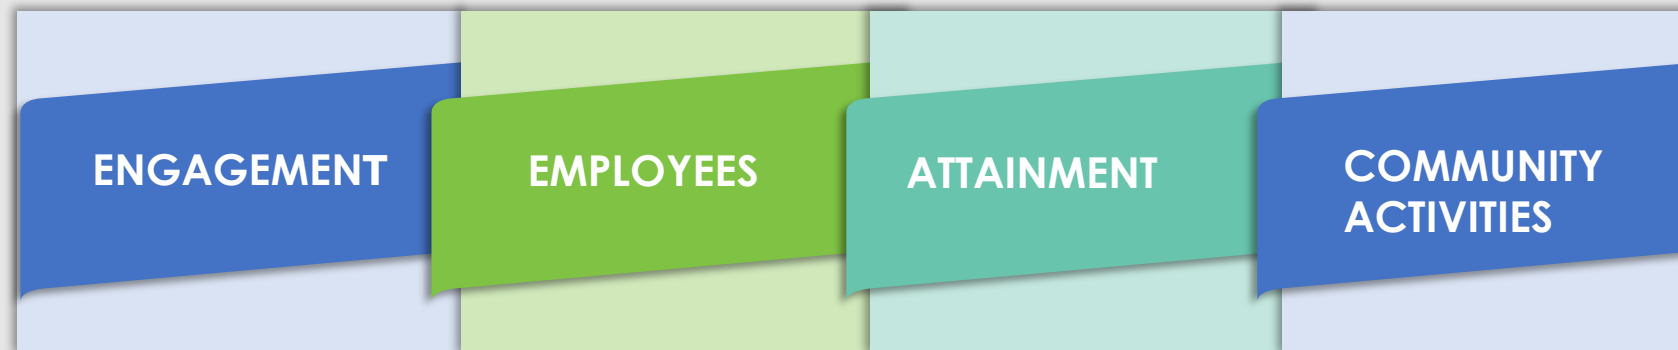 ENGAGEMENT
EMPLOYEES
ATTAINMENT
COMMUNITY
ACTIVITIES